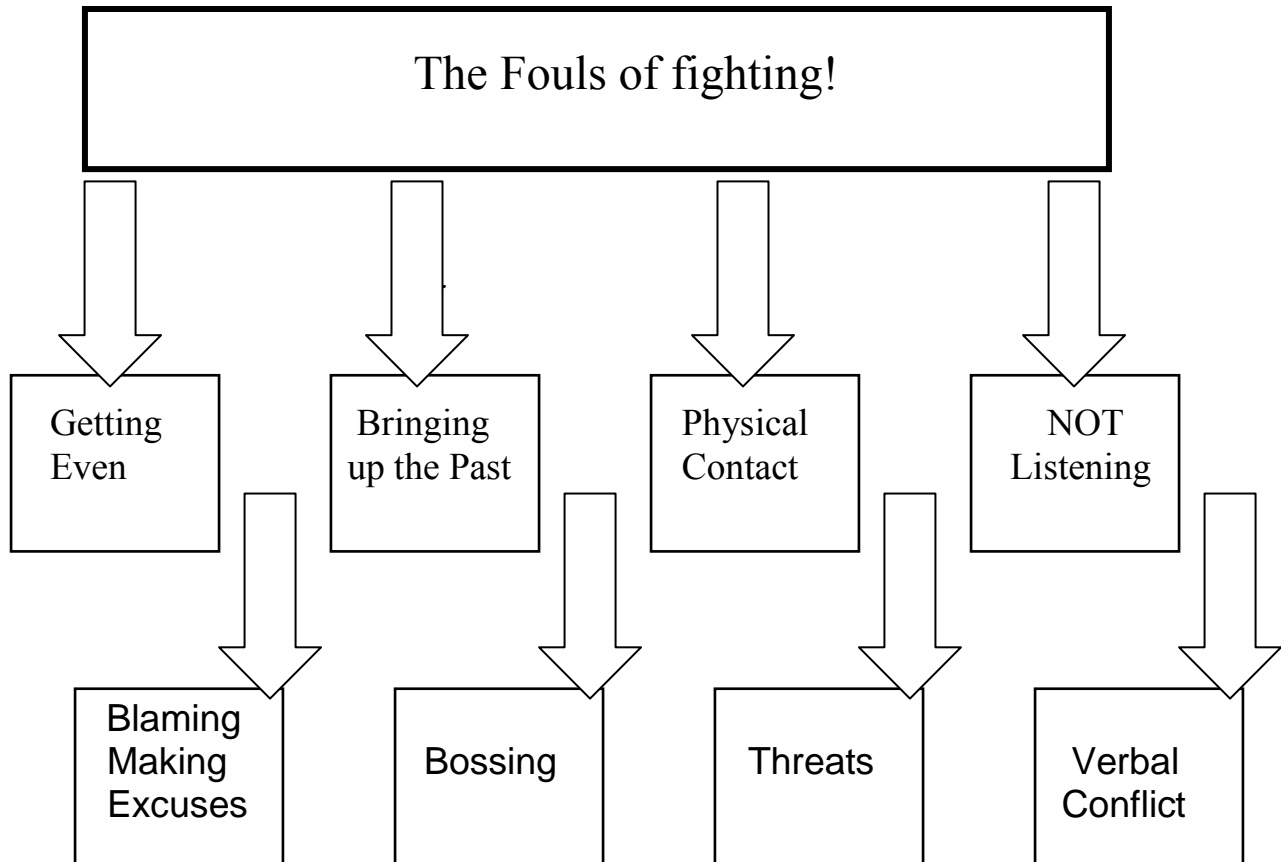 The Fouls of fighting!
Getting
Even
Bringing
up the Past
Physical
Contact
NOT
Listening
Blaming
Making
Excuses
Bossing
Threats
Verbal
Conflict